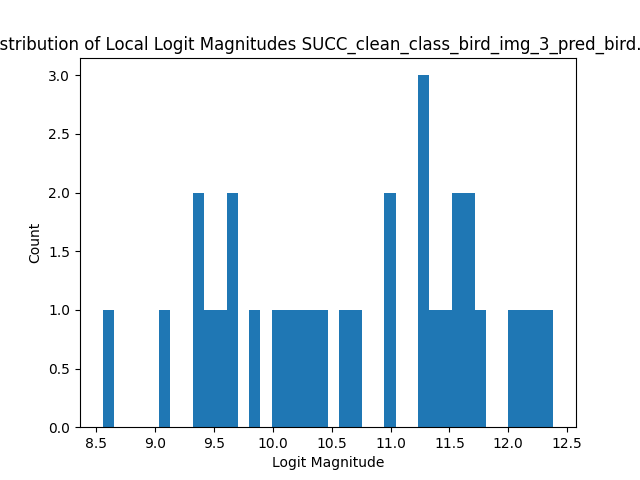 stribution of Local Logit Magnitudes SUCC_clean_class_bird_img_3_pred_bird.
3.0
2.5
2.0
1.5
1.0
0.5
0.0
Count
8.5 9.0 9.5 10.0 10.5 11.0 11.5 12.0 12.5
Logit Magnitude